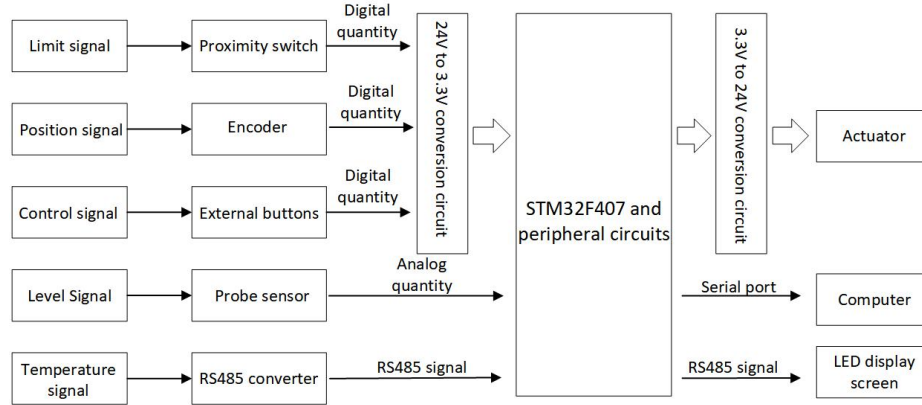 Limit signal
Proximity switch
Digital
quantity
24V to 3.3V conversion circuit
3.3V to 24V conversion circuit
Position signal
Encoder
Digital
quantity
Actuator
Control signal
External buttons
Digital
quantity
STM32F407 and
peripheral circuits
Level Signal
Probe sensor
Analog
quantity
Serial port
Computer
Temperature
signal
RS485 converter
RS485 signal
RS485 signal
LED display
screen